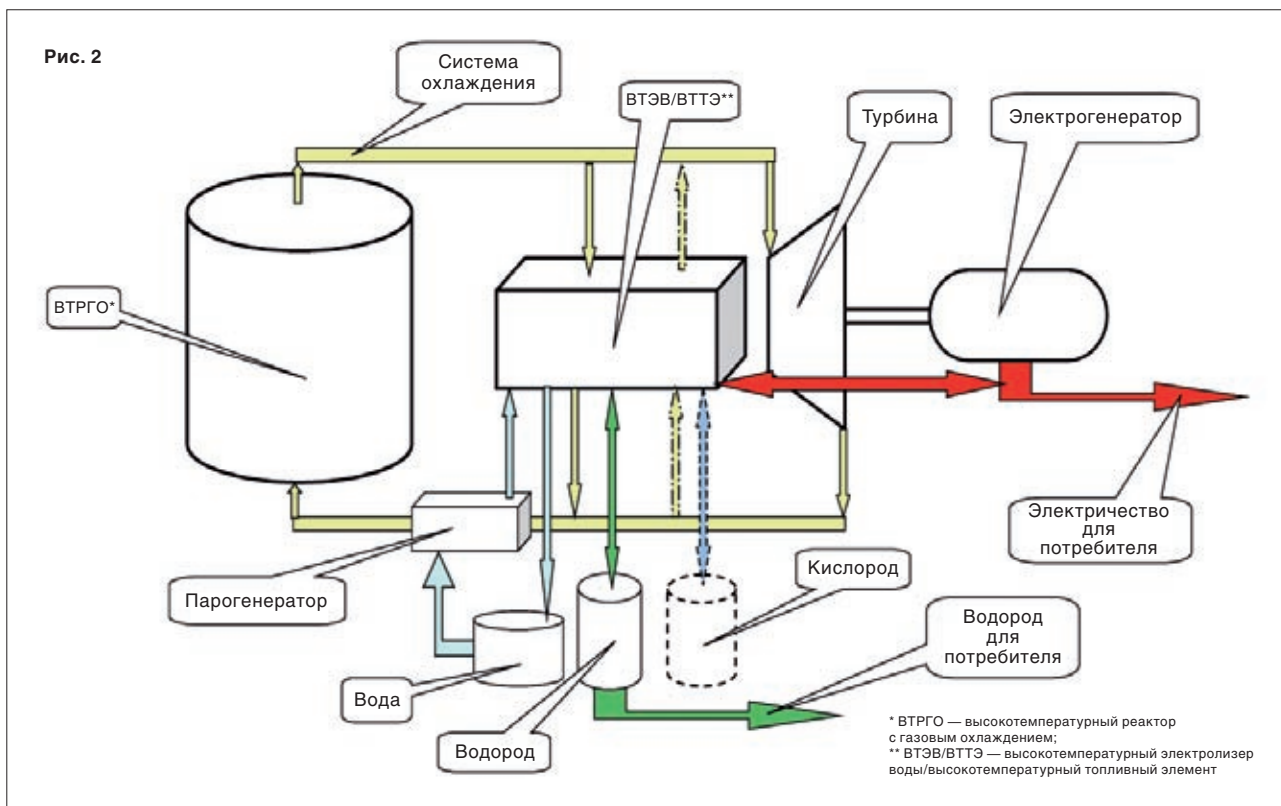 Рис. 2
Система
охлаждения
ВТЭВ/ВТТЭ**
Турбина
Электрогенератор
ВТРГО*
Парогенератор
Вода
Водород
Кислород
Водород
для
потребителя
Электричество
для
потребителя
* ВТРГО — высокотемпературный реактор
с газовым охлаждением;
** ВТЭВ/ВТТЭ — высокотемпературный электролизер
воды/высокотемпературный топливный элемент